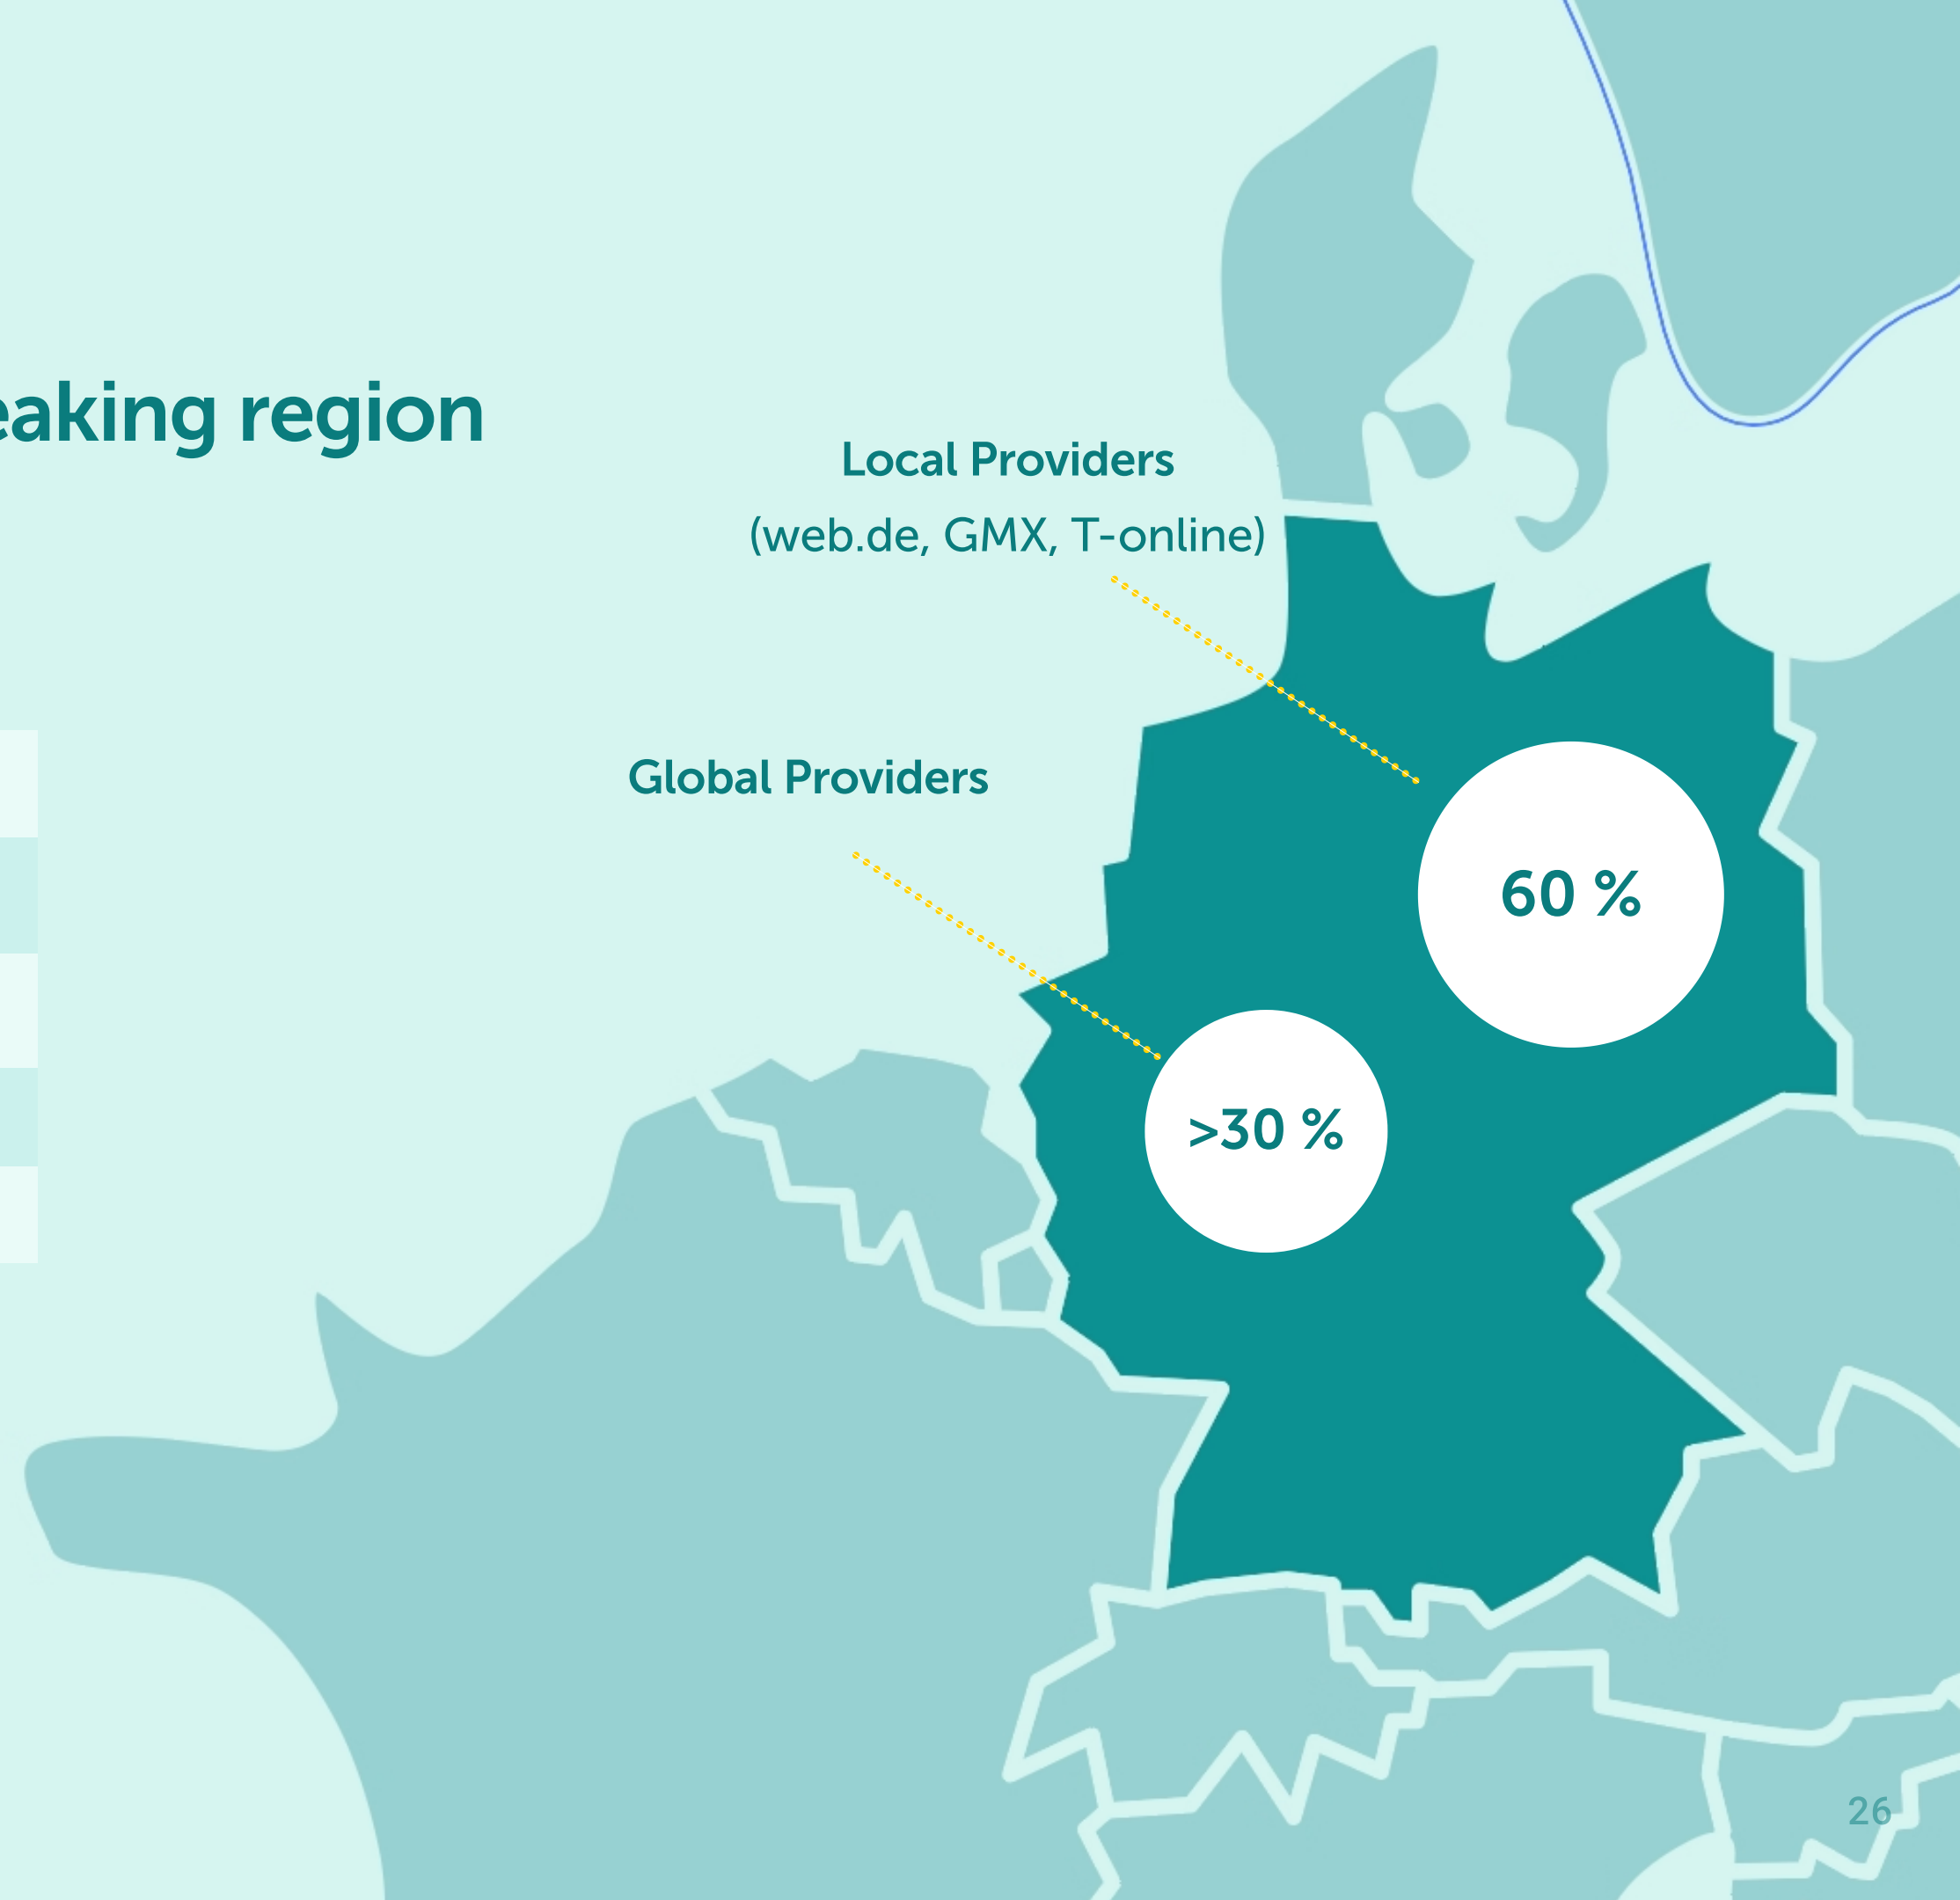 eaking region
Local Providers
(web.de, GMX, T-online)
Global Providers
60 %
>30 %
26